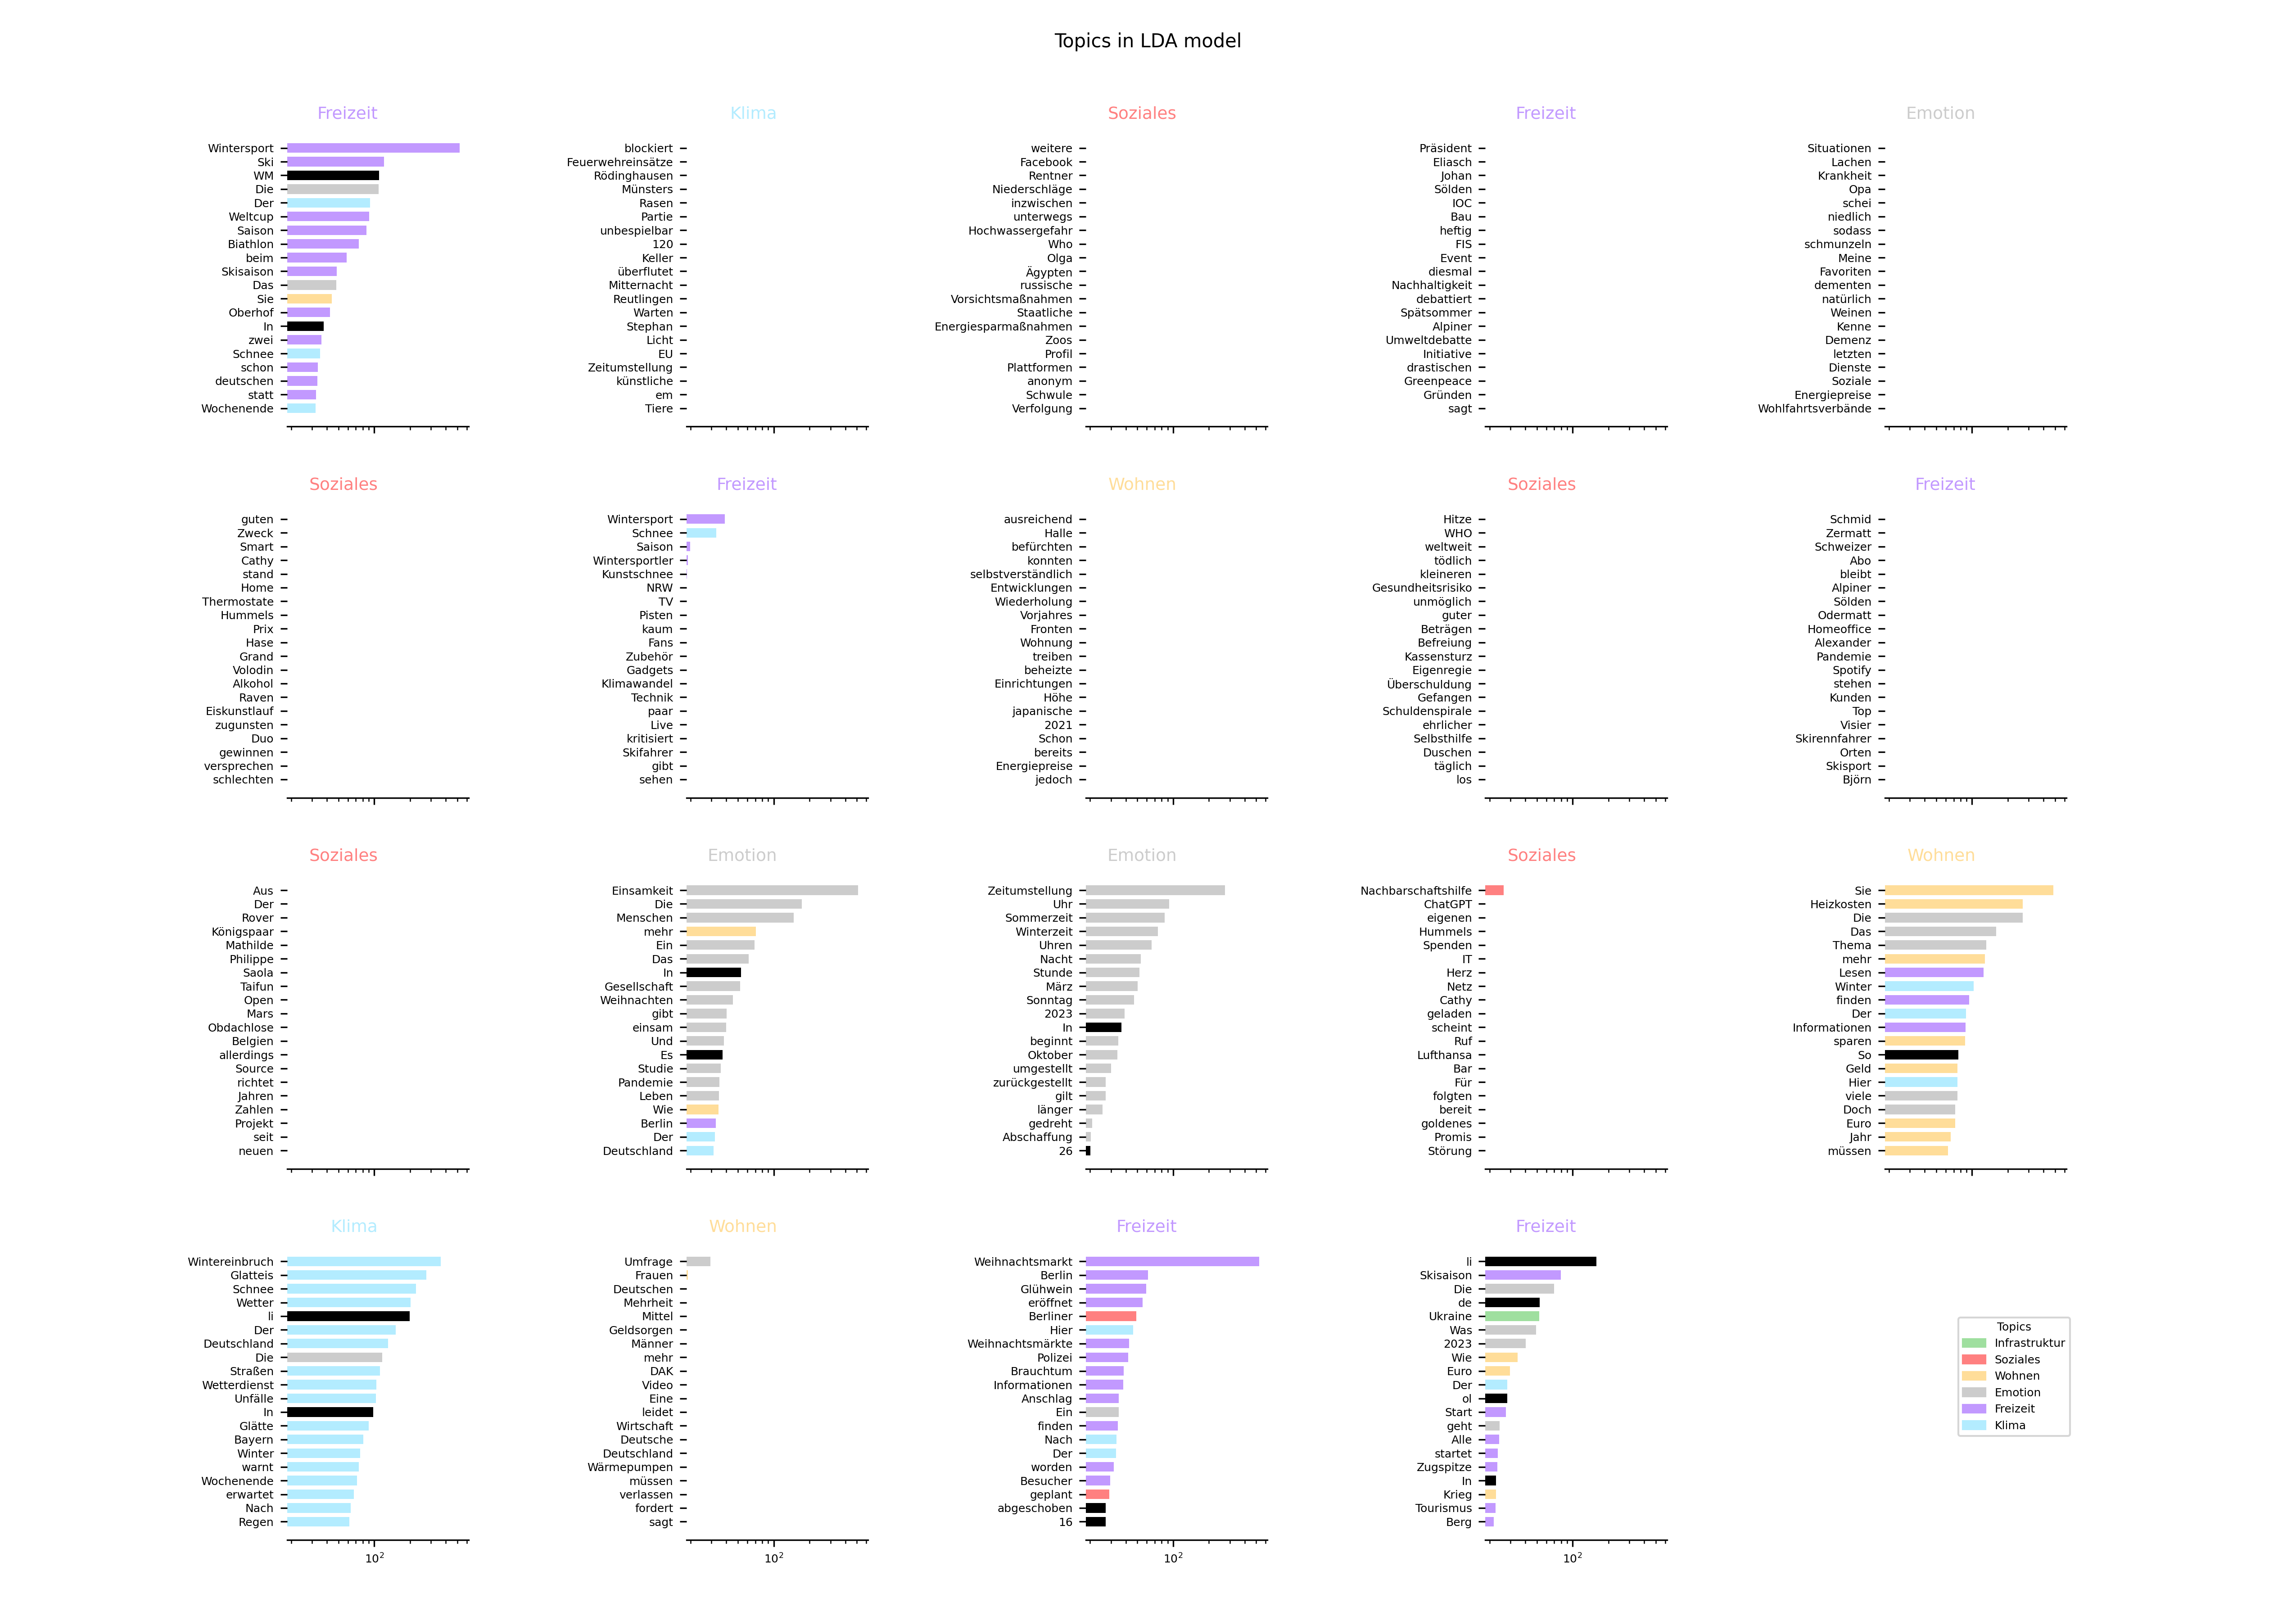 Topics in LDA model
Freizeit
Wintersport
Ski
WM
Die
Der
Weltcup
Saison
Biathlon
beim
Skisaison
Das
Sie
Oberhof
In
zwei
Schnee
schon
deutschen
statt
Wochenende
Klima
blockiert
Feuerwehreinsätze
Rödinghausen
Münsters
Rasen
Partie
unbespielbar
120
Keller
überflutet
Mitternacht
Reutlingen
Warten
Stephan
Licht
EU
Zeitumstellung
künstliche
em
Tiere
Soziales
weitere
Facebook
Rentner
Niederschläge
inzwischen
unterwegs
Hochwassergefahr
Who
Olga
Ägypten
russische
Vorsichtsmaßnahmen
Staatliche
Energiesparmaßnahmen
Zoos
Profil
Plattformen
anonym
Schwule
Verfolgung
Freizeit
Präsident
Eliasch
Johan
Sölden
IOC
Bau
heftig
FIS
Event
diesmal
Nachhaltigkeit
debattiert
Spätsommer
Alpiner
Umweltdebatte
Initiative
drastischen
Greenpeace
Gründen
sagt
Emotion
Situationen
Lachen
Krankheit
Opa
schei
niedlich
sodass
schmunzeln
Meine
Favoriten
dementen
natürlich
Weinen
Kenne
Demenz
letzten
Dienste
Soziale
Energiepreise
Wohlfahrtsverbände
Soziales
guten
Zweck
Smart
Cathy
stand
Home
Thermostate
Hummels
Prix
Hase
Grand
Volodin
Alkohol
Raven
Eiskunstlauf
zugunsten
Duo
gewinnen
versprechen
schlechten
Freizeit
Wintersport
Schnee
Saison
Wintersportler
Kunstschnee
NRW
TV
Pisten
kaum
Fans
Zubehör
Gadgets
Klimawandel
Technik
paar
Live
kritisiert
Skifahrer
gibt
sehen
Wohnen
ausreichend
Halle
befürchten
konnten
selbstverständlich
Entwicklungen
Wiederholung
Vorjahres
Fronten
Wohnung
treiben
beheizte
Einrichtungen
Höhe
japanische
2021
Schon
bereits
Energiepreise
jedoch
Soziales
Hitze
WHO
weltweit
tödlich
kleineren
Gesundheitsrisiko
unmöglich
guter
Beträgen
Befreiung
Kassensturz
Eigenregie
Überschuldung
Gefangen
Schuldenspirale
ehrlicher
Selbsthilfe
Duschen
täglich
los
Freizeit
Schmid
Zermatt
Schweizer
Abo
bleibt
Alpiner
Sölden
Odermatt
Homeoffice
Alexander
Pandemie
Spotify
stehen
Kunden
Top
Visier
Skirennfahrer
Orten
Skisport
Björn
Soziales
Aus
Der
Rover
Königspaar
Mathilde
Philippe
Saola
Taifun
Open
Mars
Obdachlose
Belgien
allerdings
Source
richtet
Jahren
Zahlen
Projekt
seit
neuen
Emotion
Einsamkeit
Die
Menschen
mehr
Ein
Das
In
Gesellschaft
Weihnachten
gibt
einsam
Und
Es
Studie
Pandemie
Leben
Wie
Berlin
Der
Deutschland
Emotion
Zeitumstellung
Uhr
Sommerzeit
Winterzeit
Uhren
Nacht
Stunde
März
Sonntag
2023
In
beginnt
Oktober
umgestellt
zurückgestellt
gilt
länger
gedreht
Abschaffung
26
Soziales
Nachbarschaftshilfe
ChatGPT
eigenen
Hummels
Spenden
IT
Herz
Netz
Cathy
geladen
scheint
Ruf
Lufthansa
Bar
Für
folgten
bereit
goldenes
Promis
Störung
Wohnen
Sie
Heizkosten
Die
Das
Thema
mehr
Lesen
Winter
finden
Der
Informationen
sparen
So
Geld
Hier
viele
Doch
Euro
Jahr
müssen
Klima
Wintereinbruch
Glatteis
Schnee
Wetter
li
Der
Deutschland
Die
Straßen
Wetterdienst
Unfälle
In
Glätte
Bayern
Winter
warnt
Wochenende
erwartet
Nach
Regen
10²
Wohnen
Umfrage
Frauen
Deutschen
Mehrheit
Mittel
Geldsorgen
Männer
mehr
DAK
Video
Eine
leidet
Wirtschaft
Deutsche
Deutschland
Wärmepumpen
müssen
verlassen
fordert
sagt
10²
Freizeit
Weihnachtsmarkt
Berlin
Glühwein
eröffnet
Berliner
Hier
Weihnachtsmärkte
Polizei
Brauchtum
Informationen
Anschlag
Ein
finden
Nach
Der
worden
Besucher
geplant
abgeschoben
16
10²
Freizeit
li
Skisaison
Die
de
Ukraine
Was
2023
Wie
Euro
Der
ol
Start
geht
Alle
startet
Zugspitze
In
Krieg
Tourismus
Berg
10²
Topics
Infrastruktur
Soziales
Wohnen
Emotion
Freizeit
Klima